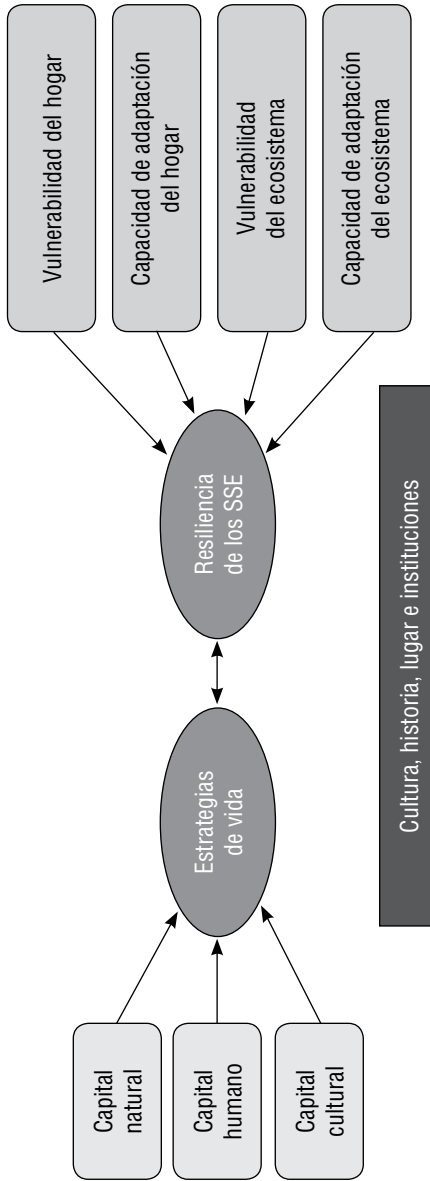 Capital
natural
Capital
humano
Capital
cultural
Estrategias
de vida
Resiliencia
de los SSE
Vulnerabilidad del hogar
Capacidad de adaptación
del hogar
Vulnerabilidad
del ecosistema
Capacidad de adaptación
del ecosistema
Cultura, historia, lugar e instituciones